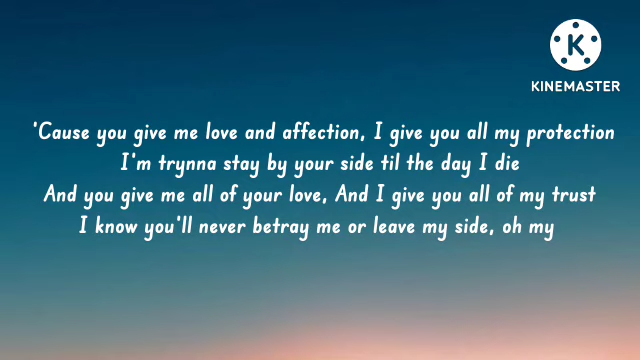 K
KINEMASTER
'Cause you give me love and affection, I give you all my protection
I'm trynna stay by your side til the day I die
And you give me all of your love, And I give you all of my trust
I know you'll never betray me or leave my side, oh my